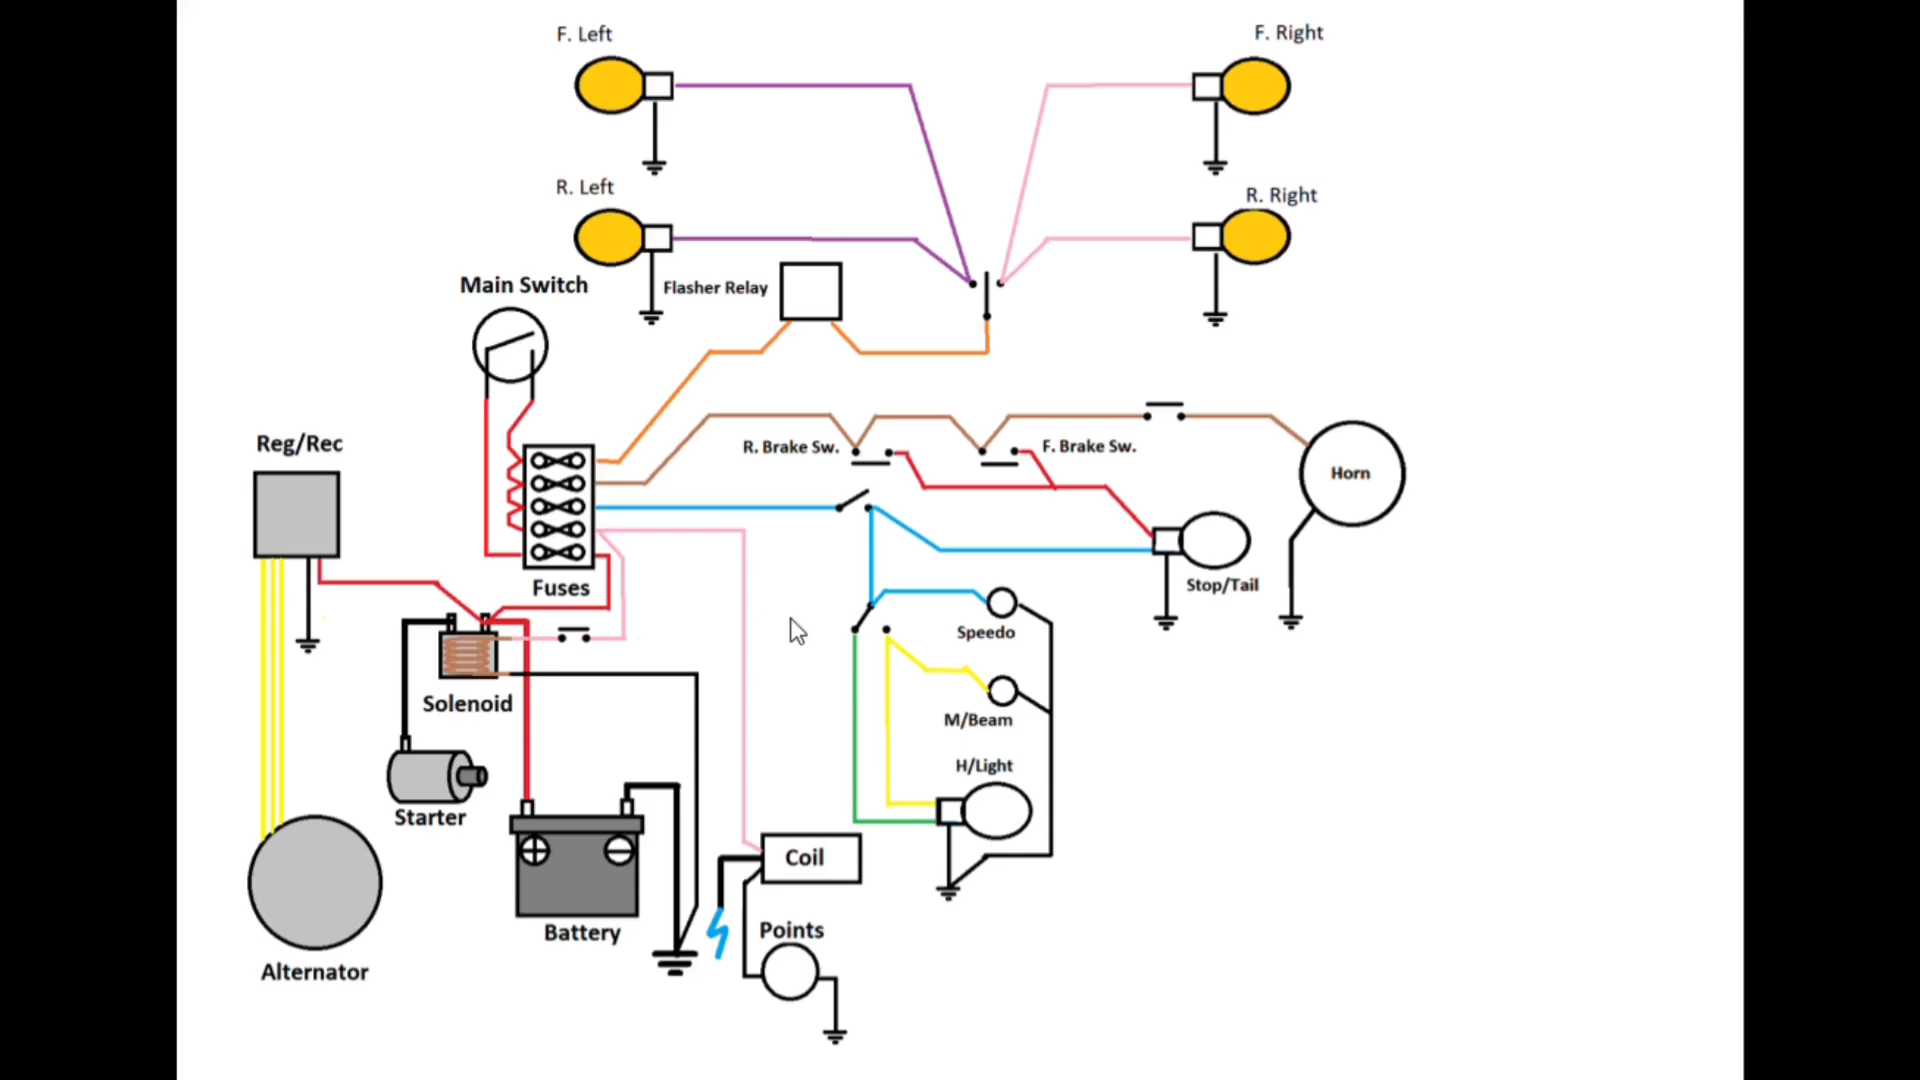 F. Left
F. Right
R. Left
R. Right
Main Switch
Flasher Relay
Reg/Rec
R. Brake Sw.
F. Brake Sw.
Horn
Fuses
Stop/Tail
Speedo
Solenoid
M/Beam
H/Light
Starter
Coil
Battery
Points
Alternator